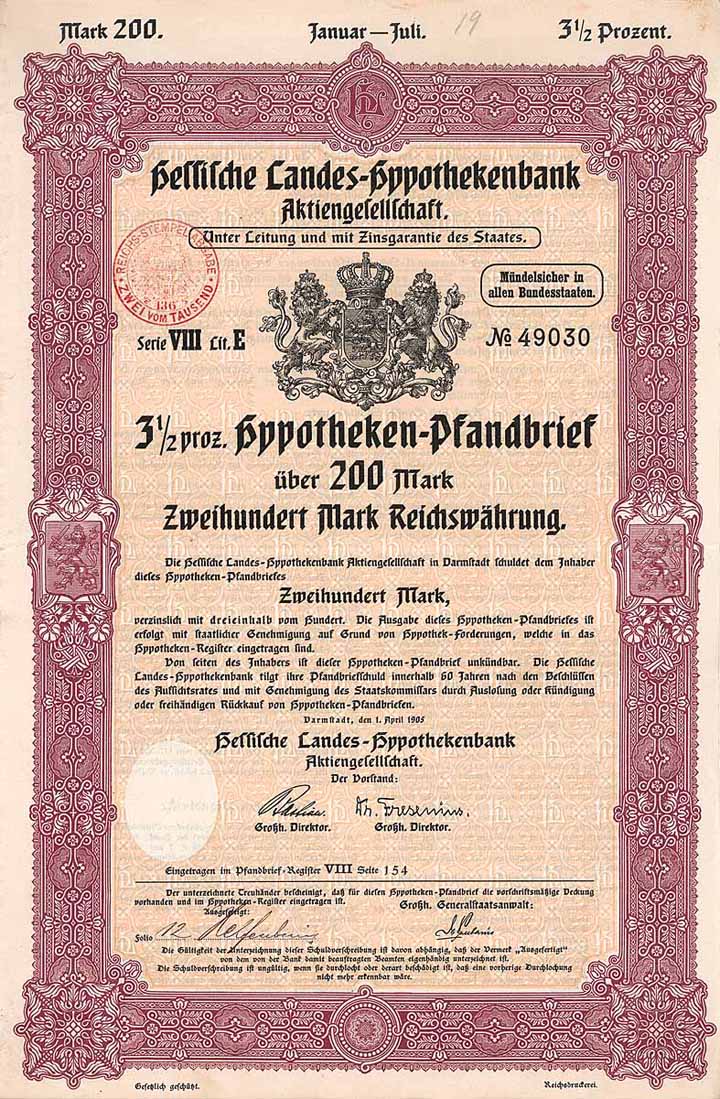 Mark 200.
Januar — Juli.
19
3½ Prozent.
Hessische Landes-Hypothekenbank
Aktiengesellschaft.
Unter Leitung und mit Zinsgarantie des Staates.
REICHS-STEMPELABGABE
ZWEI VOM TAUSEND
136
Mündelsicher in
allen Bundesstaaten.
Serie VIII Lit. E
№ 49030
3½ proz. Hypotheken-Pfandbrief
über 200 Mark
Zweihundert Mark Reichswährung.
Die Hessische Landes-Hypothekenbank Aktiengesellschaft in Darmstadt schuldet dem Inhaber
dieses Hypotheken-Pfandbriefes
Zweihundert Mark,
verzinslich mit dreieinhalb vom Hundert. Die Ausgabe dieses Hypotheken-Pfandbriefes ist
erfolgt mit staatlicher Genehmigung auf Grund von Hypothek-Forderungen, welche in das
Hypotheken-Register eingetragen sind.
Von seiten des Inhabers ist dieser Hypotheken-Pfandbrief unkündbar. Die Hessische
Landes-Hypothekenbank tilgt ihre Pfandbriefschuld innerhalb 60 Jahren nach den Beschlüssen
des Aufsichtsrates und mit Genehmigung des Staatskommissars durch Auslosung oder Kündigung
oder freihändigen Rückkauf von Hypotheken-Pfandbriefen.
Darmstadt, den 1. April 1905
Hessische Landes-Hypothekenbank
Aktiengesellschaft.
Der Vorstand:
Bastian.
Dr. Fresenius.
Großh. Direktor.
Großh. Direktor.
Eingetragen im Pfandbrief-Register VIII Seite 154
Der unterzeichnete Treuhänder bescheinigt, daß für diesen Hypotheken-Pfandbrief die vorschriftsmäßige Deckung
vorhanden und im Hypotheken-Register eingetragen ist.
Großh. Generalstaatsanwalt:
Ausgefertigt:
Folio 12
Die Gültigkeit der Unterzeichnung dieser Schuldverschreibung ist davon abhängig, daß der Vermerk „Ausgefertigt“
von dem von der Bank damit beauftragten Beamten eigenhändig unterzeichnet ist.
Die Schuldverschreibung ist ungültig, wenn sie durchlocht oder derart beschädigt ist, daß eine vorherige Durchlochung
nicht mehr erkennbar wäre.
Gesetzlich geschützt.
Reichsdruckerei.